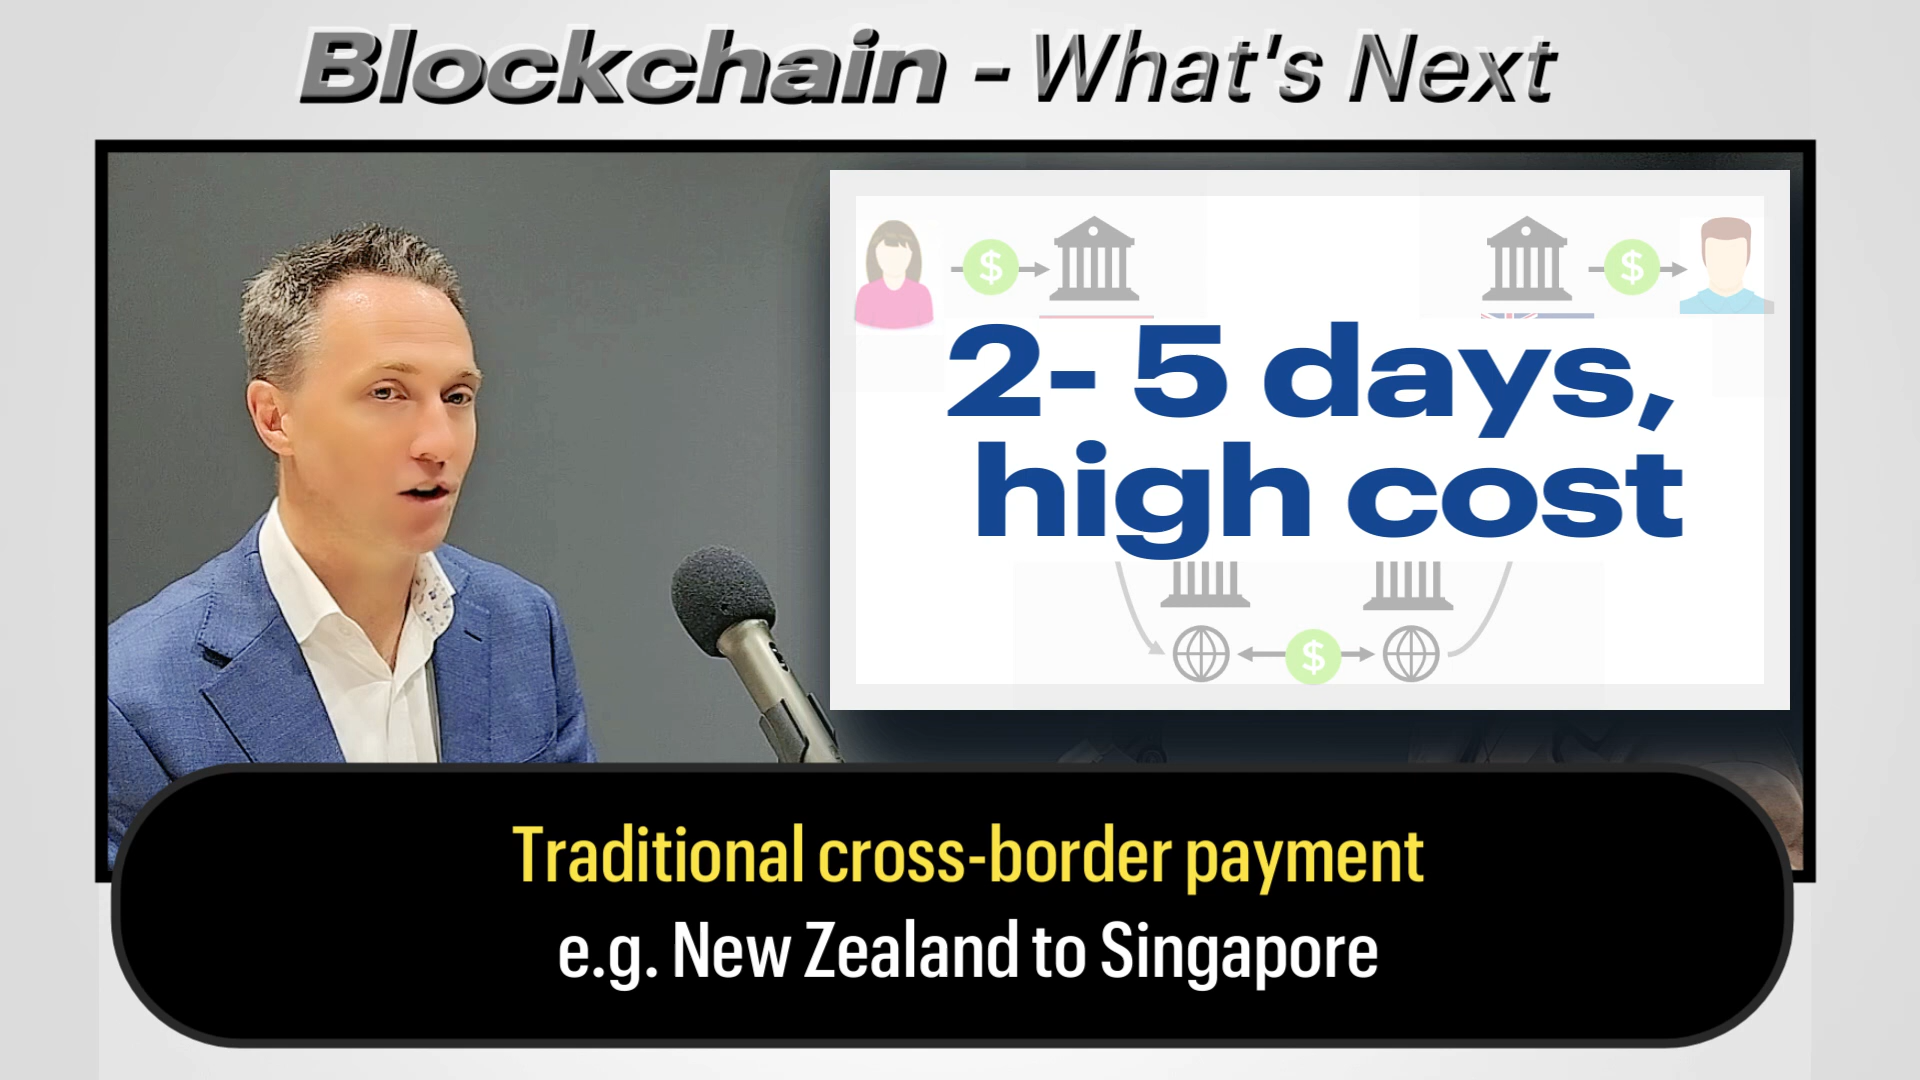 Blockchain - What's Next
2- 5 days,
high cost
Traditional cross-border payment
e.g. New Zealand to Singapore